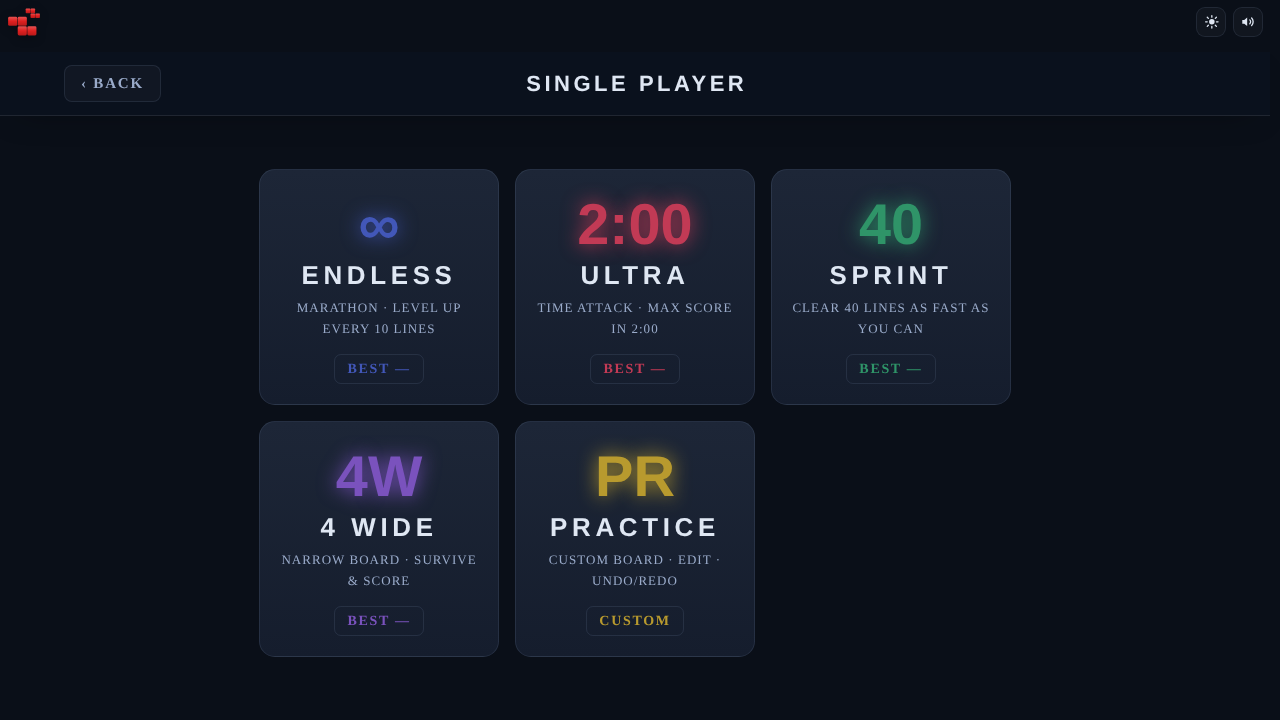 ‹ BACK
SINGLE PLAYER
∞
ENDLESS
MARATHON · LEVEL UP
EVERY 10 LINES
BEST —
2:00
ULTRA
TIME ATTACK · MAX SCORE
IN 2:00
BEST —
40
SPRINT
CLEAR 40 LINES AS FAST AS
YOU CAN
BEST —
4W
4 WIDE
NARROW BOARD · SURVIVE
& SCORE
BEST —
PR
PRACTICE
CUSTOM BOARD · EDIT ·
UNDO/REDO
CUSTOM